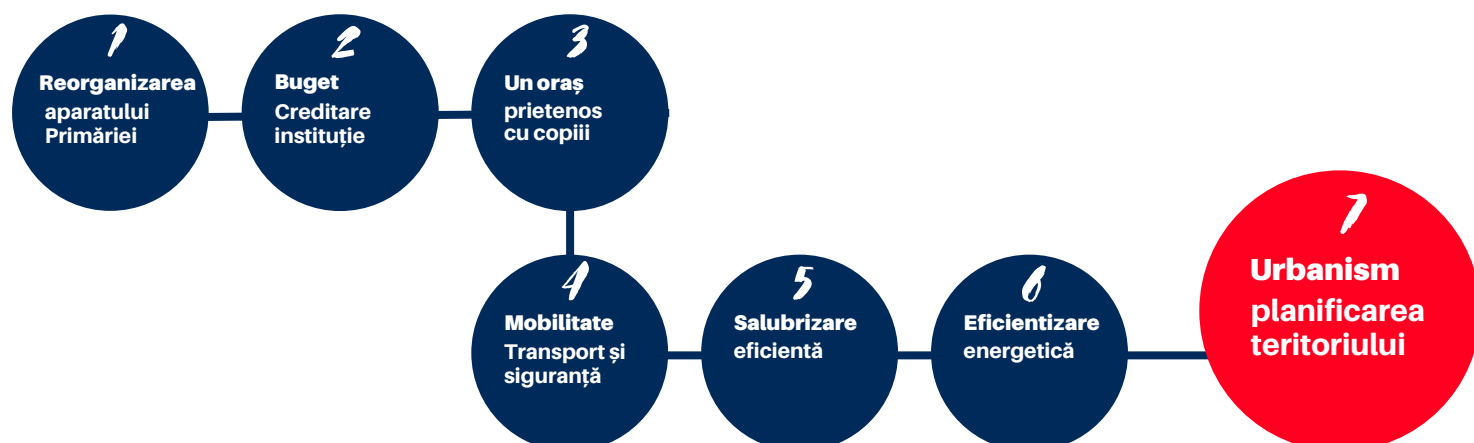 1
Reorganizarea
aparatului
Primăriei
2
Buget
Creditare
instituție
3
Un oraș
prietenos
cu copiii
4
Mobilitate
Transport și
siguranță
5
Salubrizare
eficientă
6
Eficientizare
energetică
7
Urbanism
planificarea
teritoriului